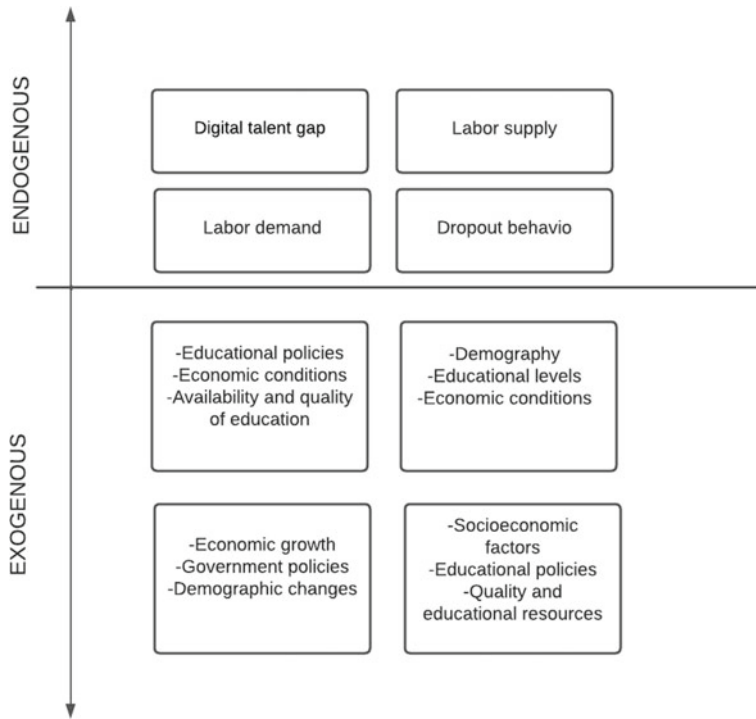 ENDOGENOUS
Digital talent gap
Labor supply
Labor demand
Dropout behavio
EXOGENOUS
-Educational policies
-Economic conditions
-Availability and quality
of education
-Demography
-Educational levels
-Economic conditions
-Economic growth
-Government policies
-Demographic changes
-Socioeconomic
factors
-Educational policies
-Quality and
educational resources